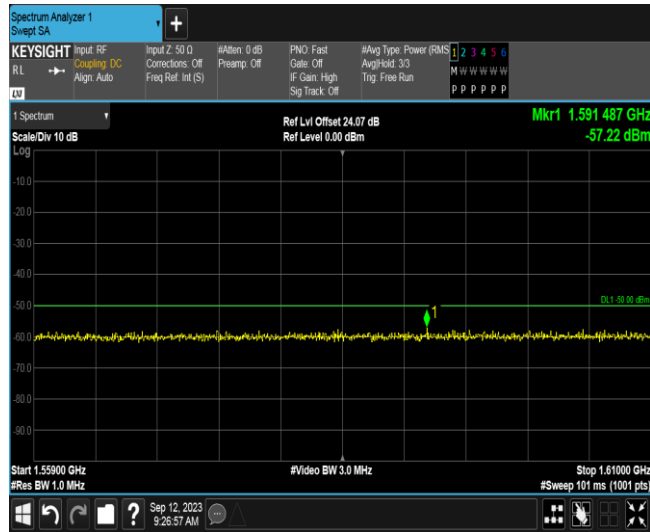 Spectrum Analyzer 1
Swept SA
+
KEYSIGHT
RL
LXI
Input: RF
Coupling: DC
Align: Auto
Input Z: 50 Ω
Corrections: Off
Freq Ref: Int (S)
#Atten: 0 dB
Preamp: Off
PNO: Fast
Gate: Off
IF Gain: High
Sig Track: Off
#Avg Type: Power (RMS
Avg|Hold: 3/3
Trig: Free Run
1 2 3 4 5 6
M W W W W W
P P P P P P
1 Spectrum
Scale/Div 10 dB
Log
Ref Lvl Offset 24.07 dB
Ref Level 0.00 dBm
Mkr1 1.591 487 GHz
-57.22 dBm
-10.0
-20.0
-30.0
-40.0
-50.0
-60.0
-70.0
-80.0
-90.0
DL1 -50.00 dBm
1
Start 1.55900 GHz
#Res BW 1.0 MHz
#Video BW 3.0 MHz
Stop 1.61000 GHz
#Sweep 101 ms (1001 pts)
?
Sep 12, 2023
9:26:57 AM